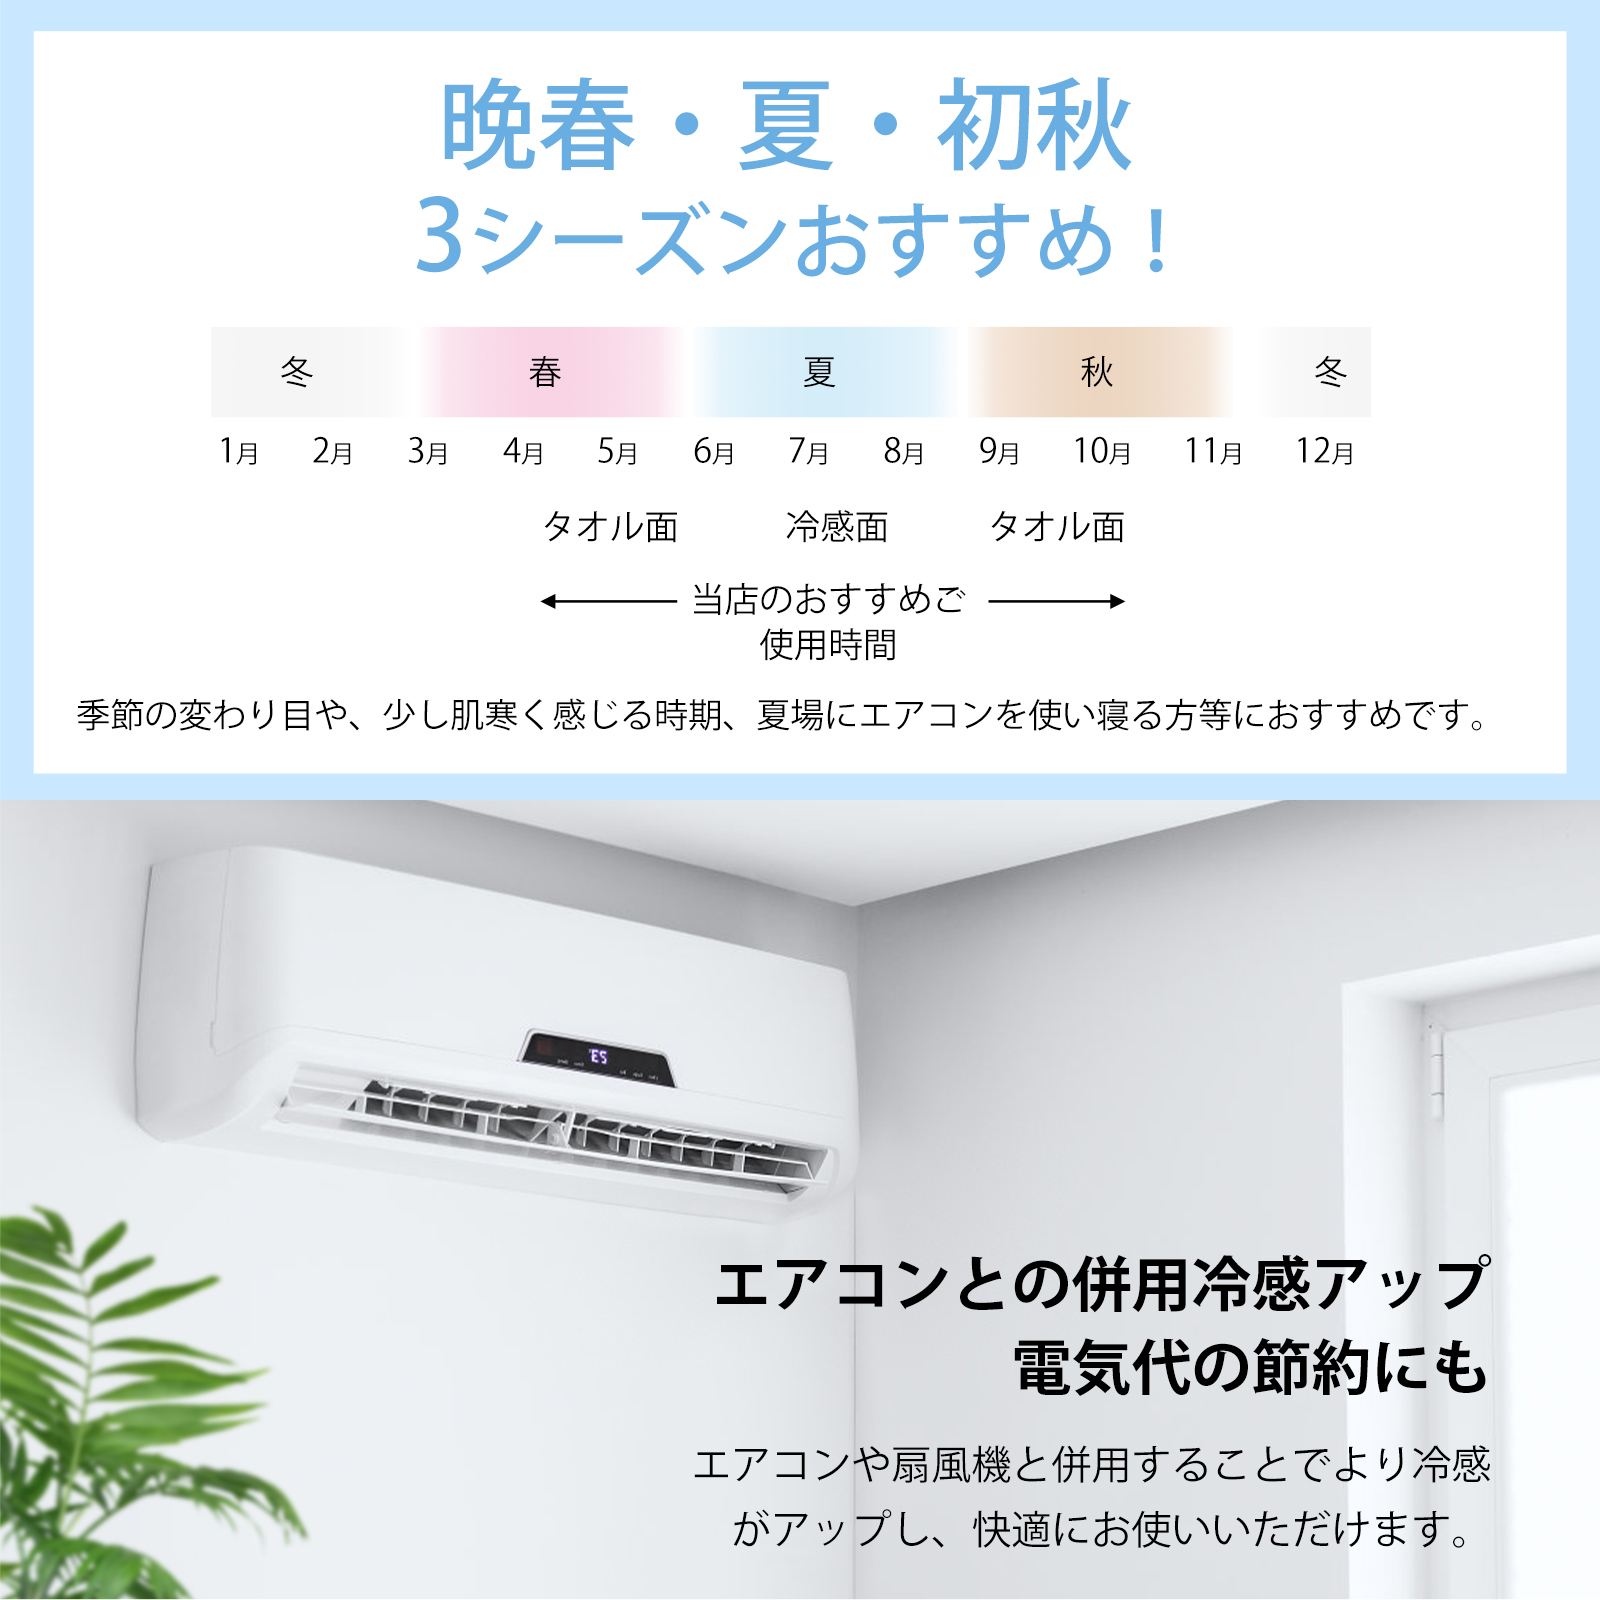 晩春・夏・初秋
3シーズンおすすめ！
冬 春 夏 秋 冬
1月 2月 3月 4月 5月 6月 7月 8月 9月 10月 11月 12月
タオル面 冷感面 タオル面
当店のおすすめご
使用時間
季節の変わり目や、少し肌寒く感じる時期、夏場にエアコンを使い寝る方等におすすめです。
エアコンとの併用冷感アップ
電気代の節約にも
エアコンや扇風機と併用することでより冷感
がアップし、快適にお使いいただけます。